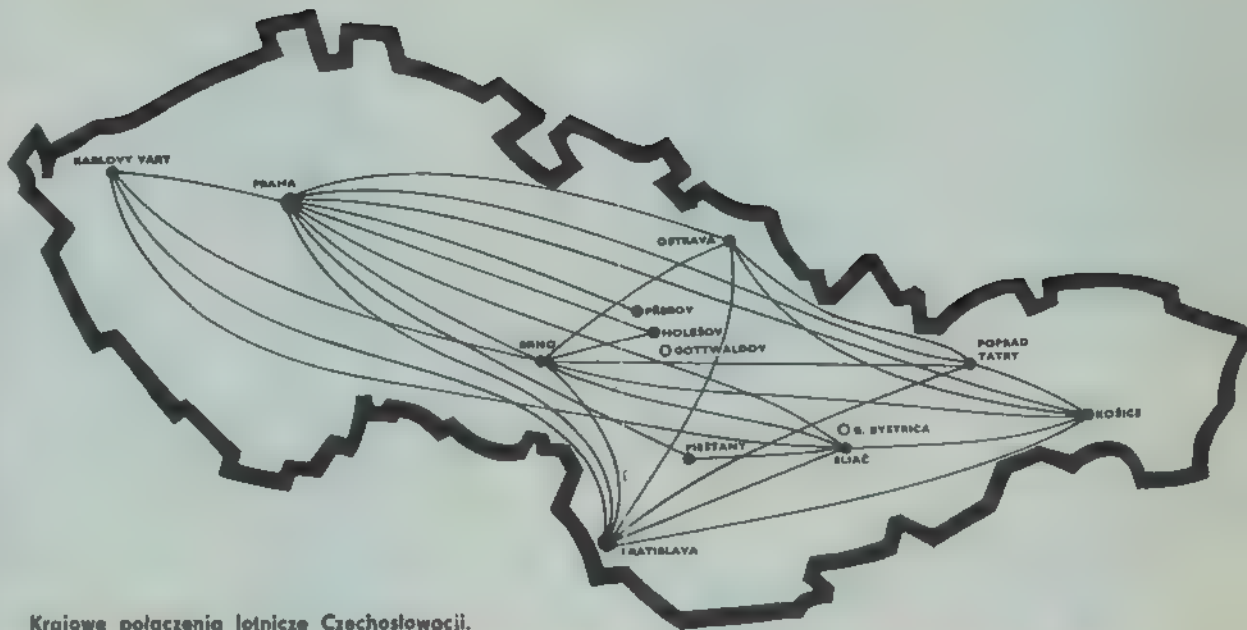 KARLOVY VARY
PRAHA
OSTRAVA
PŘEROV
HOLEŠOV
GOTTWALDOV
BRNO
POPRAD
TATRY
KOŠICE
B. BYSTRICA
PIEŠŤANY
SLIAČ
BRATISLAVA
Krajowe połączenia lotnicze Czechosłowacji.